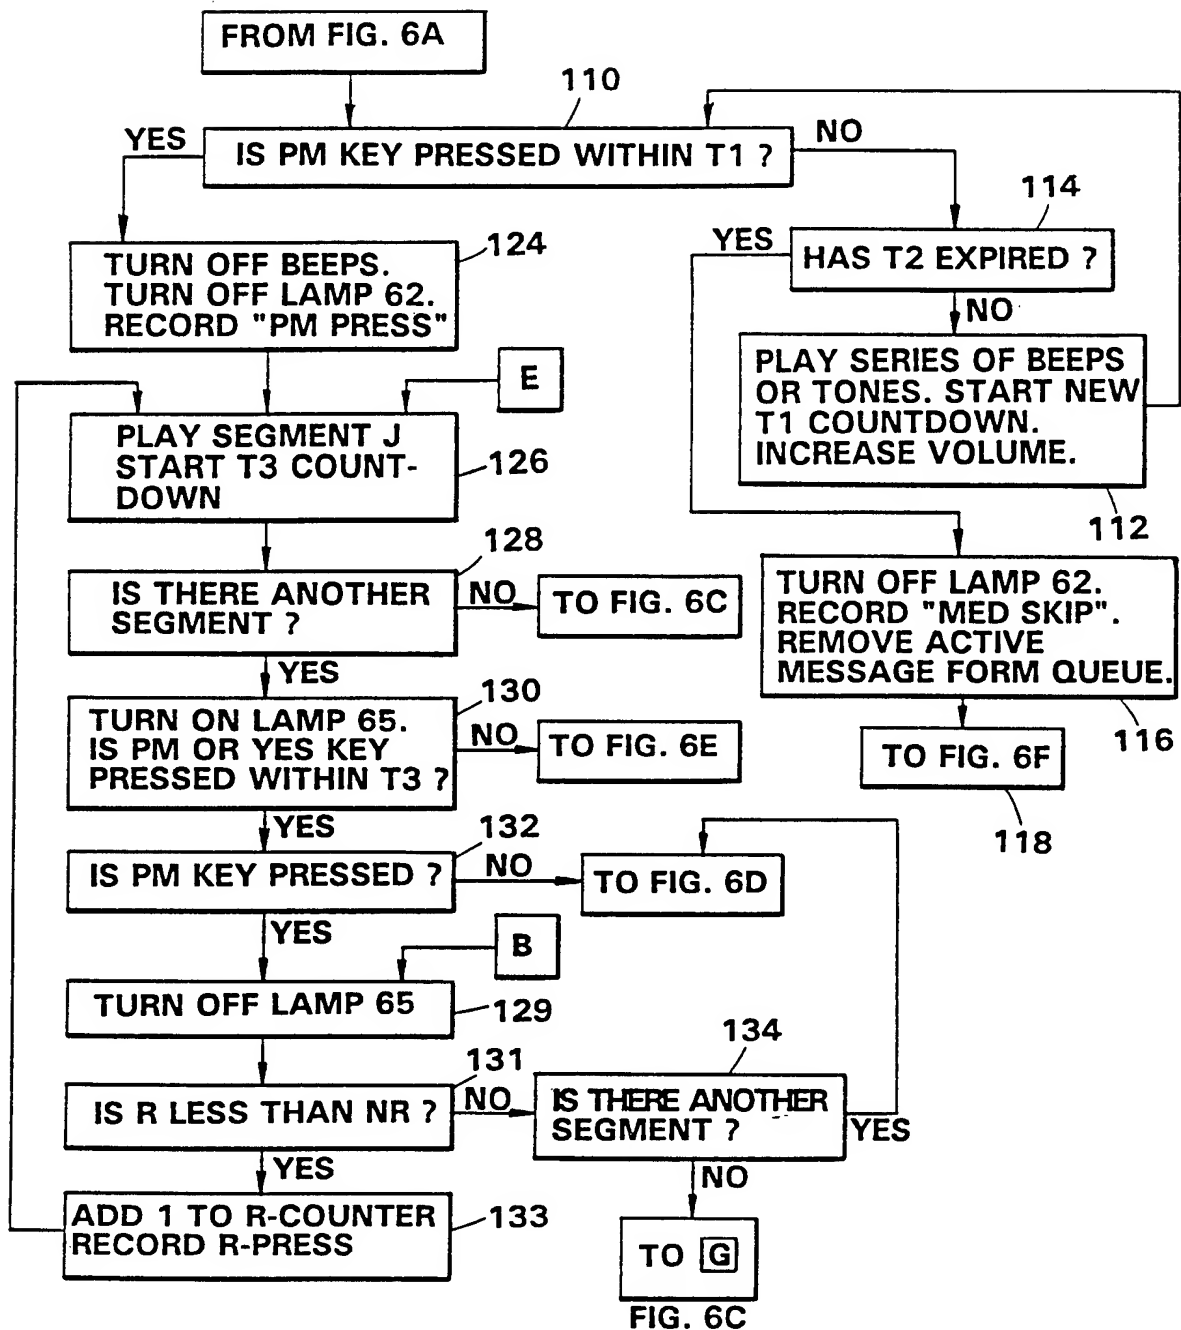 FROM FIG. 6A
110
YES
IS PM KEY PRESSED WITHIN T1 ?
NO
114
124
YES
HAS T2 EXPIRED ?
TURN OFF BEEPS.
TURN OFF LAMP 62.
RECORD "PM PRESS"
NO
PLAY SERIES OF BEEPS
OR TONES. START NEW
T1 COUNTDOWN.
INCREASE VOLUME.
112
E
PLAY SEGMENT J
START T3 COUNT-
DOWN
126
128
IS THERE ANOTHER
SEGMENT ?
NO
TO FIG. 6C
TURN OFF LAMP 62.
RECORD "MED SKIP".
REMOVE ACTIVE
MESSAGE FORM QUEUE.
116
YES
130
TURN ON LAMP 65.
IS PM OR YES KEY
PRESSED WITHIN T3 ?
NO
TO FIG. 6E
TO FIG. 6F
118
YES
132
IS PM KEY PRESSED ?
NO
TO FIG. 6D
YES
B
TURN OFF LAMP 65
129
131
134
IS R LESS THAN NR ?
NO
IS THERE ANOTHER
SEGMENT ?
YES
YES
NO
ADD 1 TO R-COUNTER
RECORD R-PRESS
133
TO G
FIG. 6C